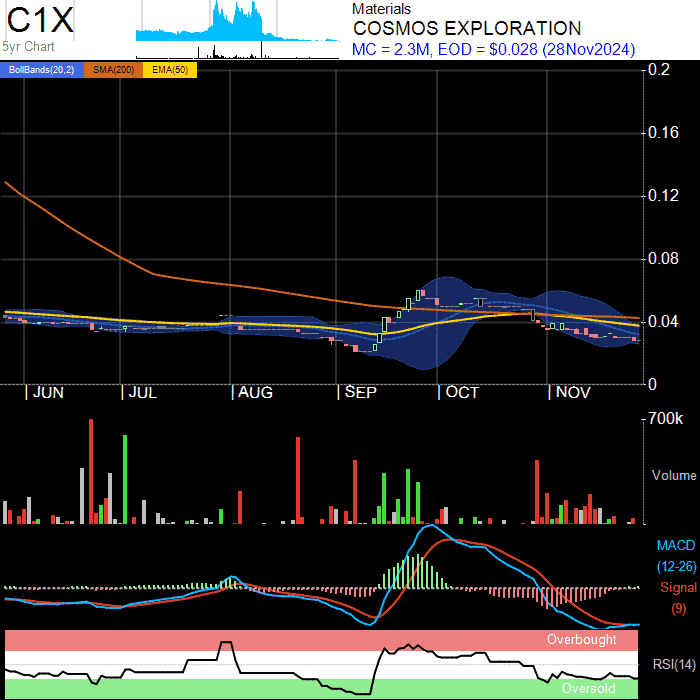 C1X
5yr Chart
Materials
COSMOS EXPLORATION
MC = 2.3M, EOD = $0.028 (28Nov2024)
BollBands(20,2) SMA(200) EMA(50)
0.2
0.16
0.12
0.08
0.04
0
JUN JUL AUG SEP OCT NOV
700k
Volume
MACD
(12-26)
Signal
(9)
Overbought
RSI(14)
Oversold